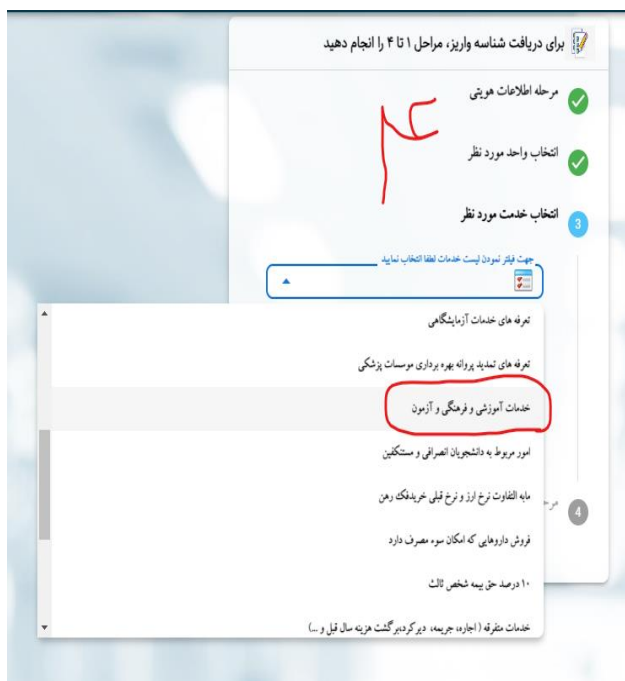 برای دریافت شناسه واریز، مراحل ۱ تا ۴ را انجام دهید
مرحله اطلاعات هویتی
انتخاب واحد مورد نظر
۴
3
انتخاب خدمت مورد نظر
جهت فیلتر نمودن لیست خدمات لطفا انتخاب نمایید
تعرفه های خدمات آزمایشگاهی
تعرفه های تمدید پروانه بهره برداری موسسات پزشکی
خدمات آموزشی و فرهنگی و آزمون
امور مربوط به دانشجویان انصرافی و مستنکفین
مابه التفاوت نرخ ارز و نرخ قبلی خریدفک رهن
4
فروش داروهایی که امکان سوء مصرف دارد
۱۰ درصد حق بیمه شخص ثالث
خدمات متفرقه ( اجاره، جریمه، دیرکرد،برگشت هزینه سال قبل و ...)